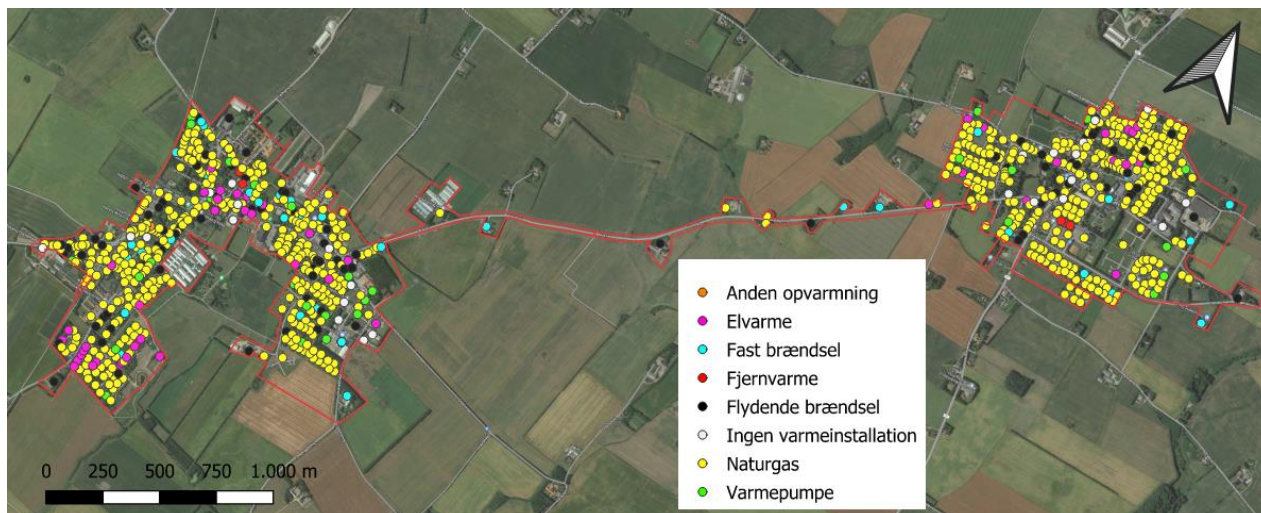 Anden opvarmning
Elvarme
Fast brændsel
Fjernvarme
Flydende brændsel
Ingen varmeinstallation
Naturgas
Varmepumpe
0 250 500 750 1.000 m